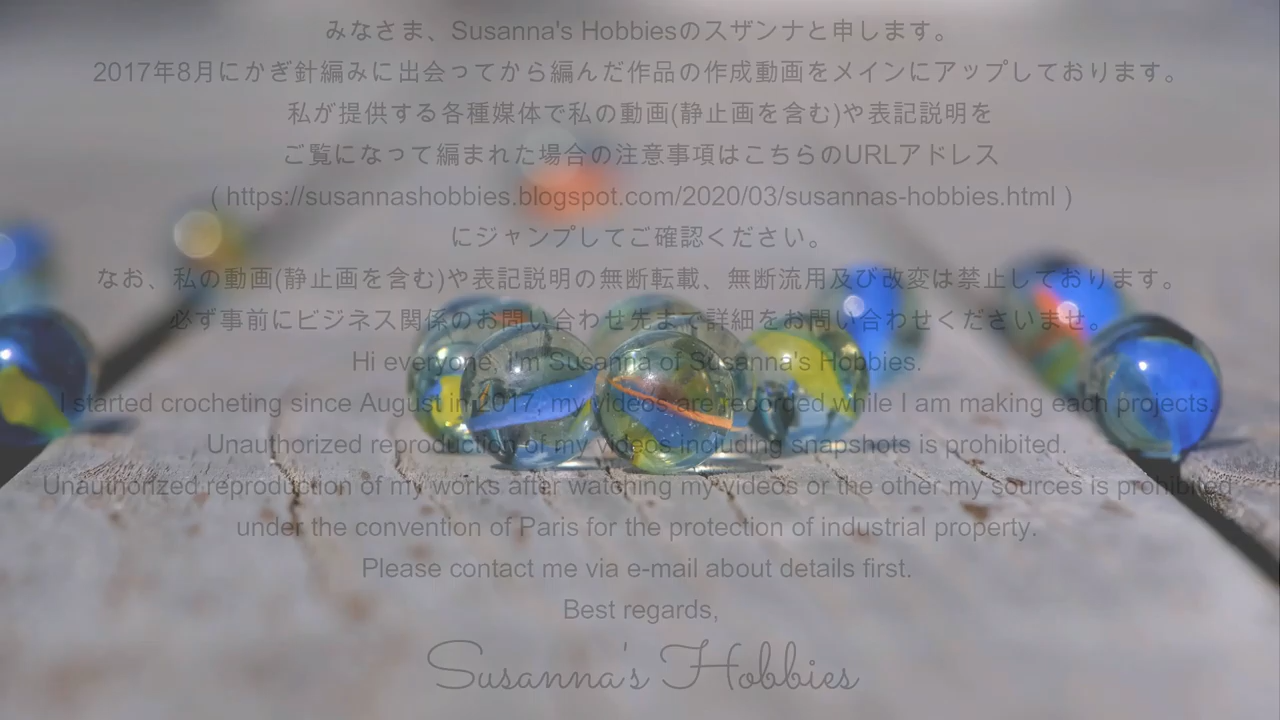 みなさま、Susanna's Hobbiesのスザンナと申します。
2017年8月にかぎ針編みに出会ってから編んだ作品の作成動画をメインにアップしております。
私が提供する各種媒体で私の動画(静止画を含む)や表記説明を
ご覧になって編まれた場合の注意事項はこちらのURLアドレス
( https://susannashobbies.blogspot.com/2020/03/susannas-hobbies.html )
にジャンプしてご確認ください。
なお、私の動画(静止画を含む)や表記説明の無断転載、無断流用及び改変は禁止しております。
必ず事前にビジネス関係のお問い合わせ先まで詳細をお問い合わせくださいませ。
Hi everyone, I'm Susanna of Susanna's Hobbies.
I started crocheting since August in 2017, my videos are recorded while I am making each projects.
Unauthorized reproduction of my videos including snapshots is prohibited.
Unauthorized reproduction of my works after watching my videos or the other my sources is prohibited
under the convention of Paris for the protection of industrial property.
Please contact me via e-mail about details first.
Best regards,
Susanna's Hobbies